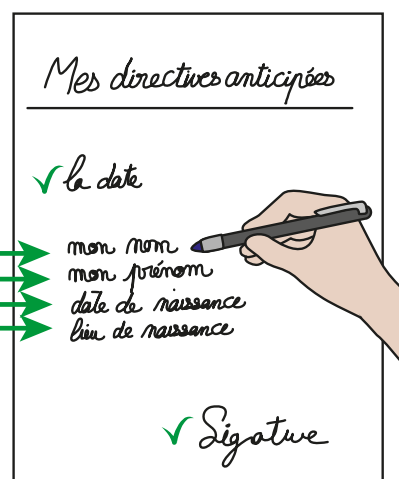 Mes directives anticipées
la date
mon nom
mon prénom
date de naissance
lieu de naissance
Sigature